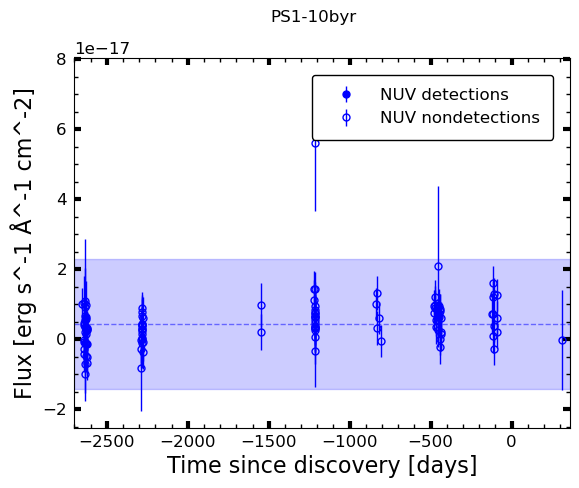 PS1-10byr
1e−17
8
6
4
2
0
−2
Flux [erg s^-1 Å^-1 cm^-2]
NUV detections
NUV nondetections
−2500 −2000 −1500 −1000 −500 0
Time since discovery [days]